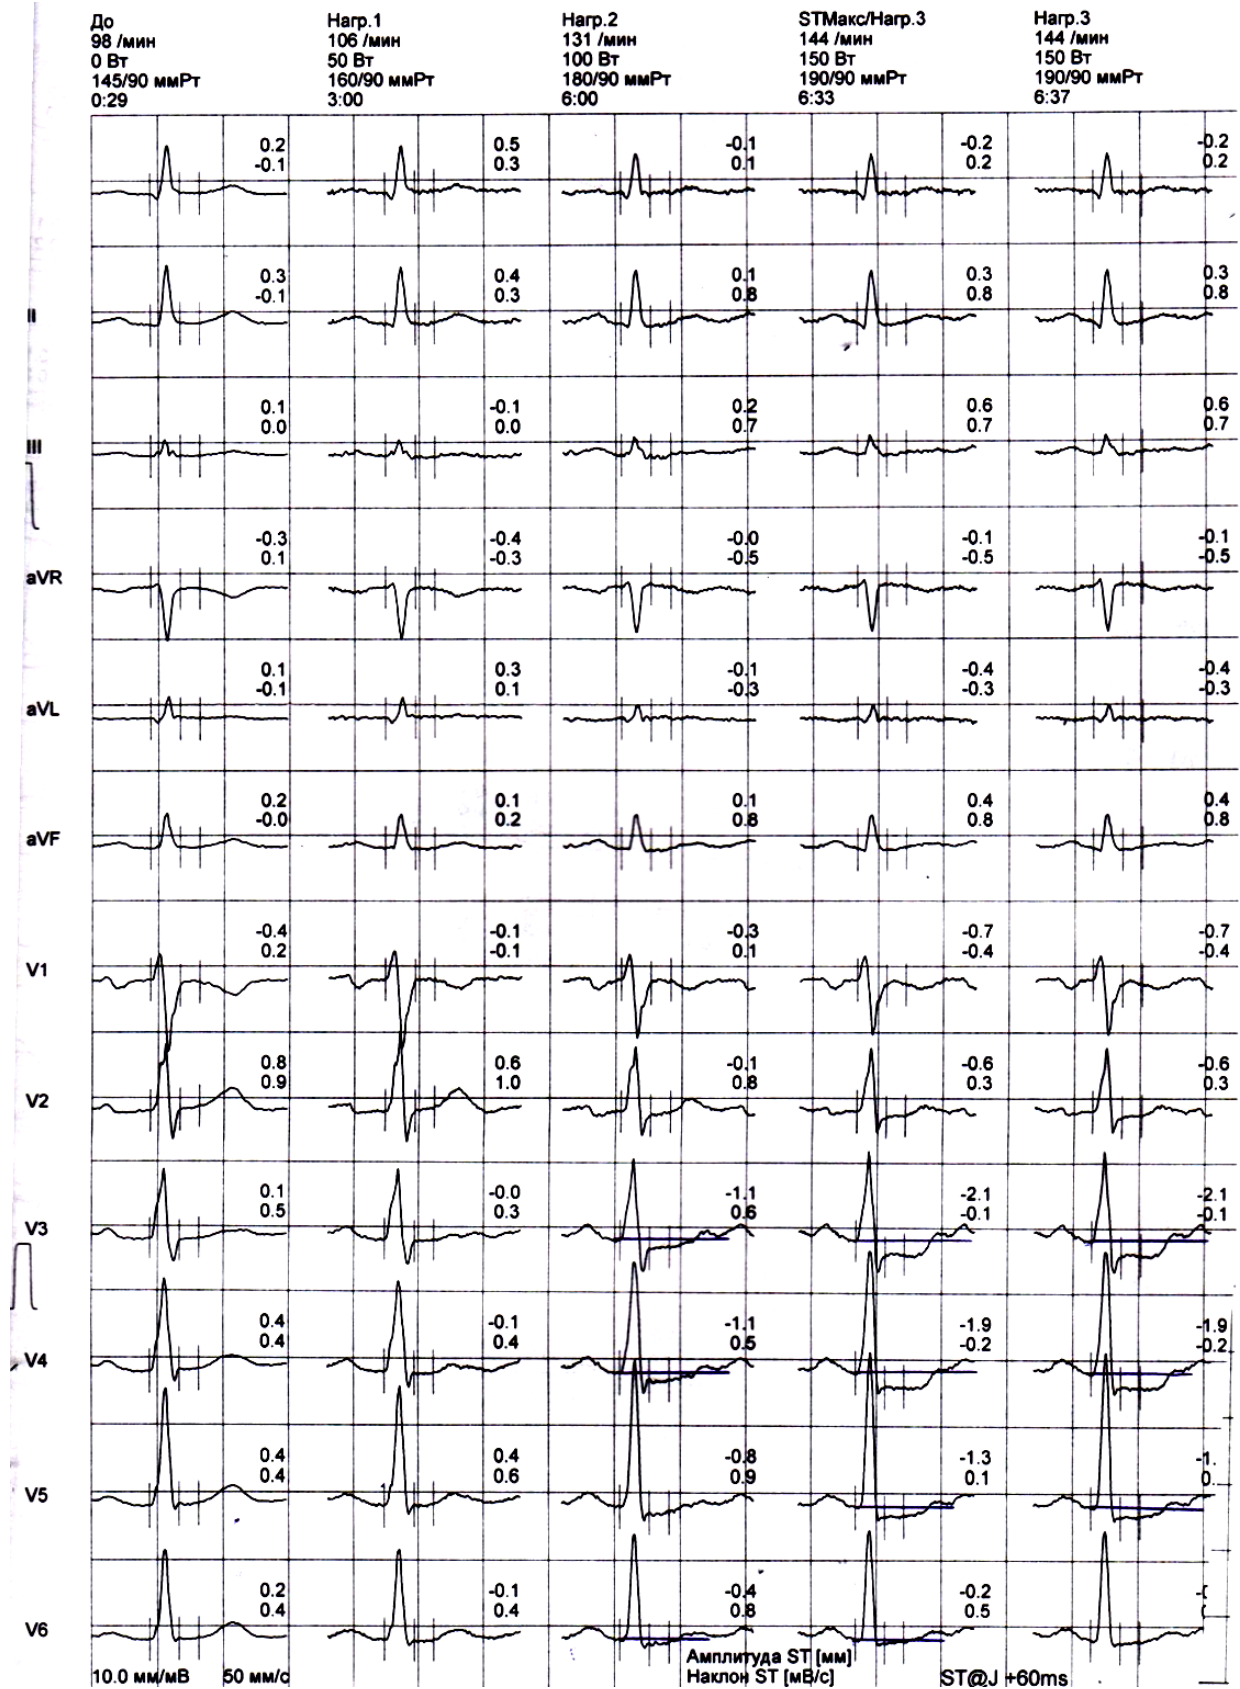 До Нагр.1 Нагр.2 STМакс/Нагр.3 Нагр.3
98 /мин 106 /мин 131 /мин 144 /мин 144 /мин
0 Вт 50 Вт 100 Вт 150 Вт 150 Вт
145/90 ммРт 160/90 ммРт 180/90 ммРт 190/90 ммРт 190/90 ммРт
0:29 3:00 6:00 6:33 6:37
0.2 0.5 -0.1 -0.2 -0.2
-0.1 0.3 0.1 0.2 0.2
0.3 0.4 0.1 0.3 0.3
-0.1 0.3 0.8 0.8 0.8
II
0.1 -0.1 0.2 0.6 0.6
0.0 0.0 0.7 0.7 0.7
III
-0.3 -0.4 -0.0 -0.1 -0.1
0.1 -0.3 -0.5 -0.5 -0.5
aVR
0.1 0.3 -0.1 -0.4 -0.4
-0.1 0.1 -0.3 -0.3 -0.3
aVL
0.2 0.1 0.1 0.4 0.4
-0.0 0.2 0.8 0.8 0.8
aVF
-0.4 -0.1 -0.3 -0.7 -0.7
0.2 -0.1 0.1 -0.4 -0.4
V1
0.8 0.6 -0.1 -0.6 -0.6
0.9 1.0 0.8 0.3 0.3
V2
0.1 -0.0 -1.1 -2.1 -2.1
0.5 0.3 0.6 -0.1 -0.1
V3
0.4 -0.1 -1.1 -1.9 -1.9
0.4 0.4 0.5 -0.2 -0.2
V4
0.4 0.4 -0.8 -1.3 -1.
0.4 0.6 0.9 0.1 0.
V5
0.2 -0.1 -0.4 -0.2
0.4 0.4 0.8 0.5
V6
Амплитуда ST [мм]
10.0 мм/мВ 50 мм/с Наклон ST [мВ/с] ST@J +60ms